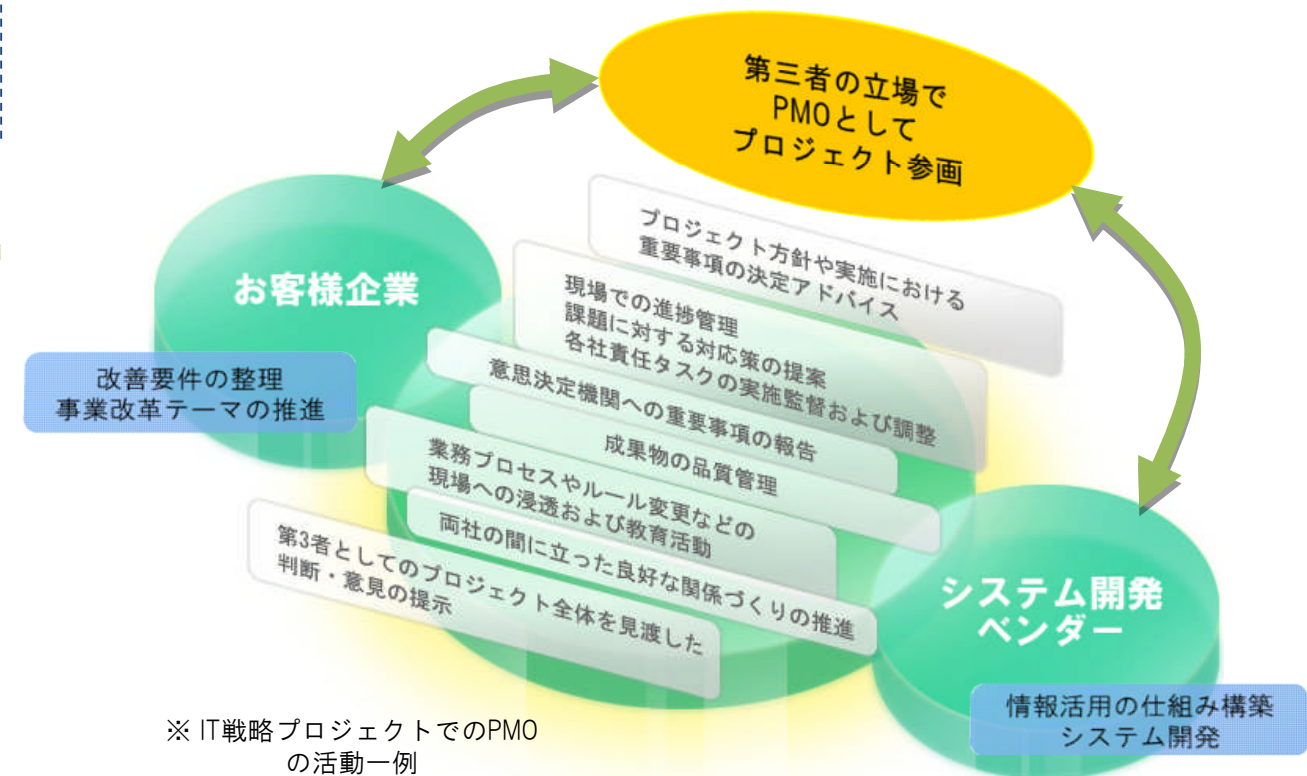 第三者の立場で
PMOとして
プロジェクト参画
プロジェクト方針や実施における
重要事項の決定アドバイス
お客様企業
現場での進捗管理
課題に対する対応策の提案
各社責任タスクの実施監督および調整
改善要件の整理
事業改革テーマの推進
意思決定機関への重要事項の報告
成果物の品質管理
業務プロセスやルール変更などの
現場への浸透および教育活動
両社の間に立った良好な関係づくりの推進
第3者としてのプロジェクト全体を見渡した
判断・意見の提示
システム開発
ベンダー
情報活用の仕組み構築
システム開発
※ IT戦略プロジェクトでのPMO
の活動一例